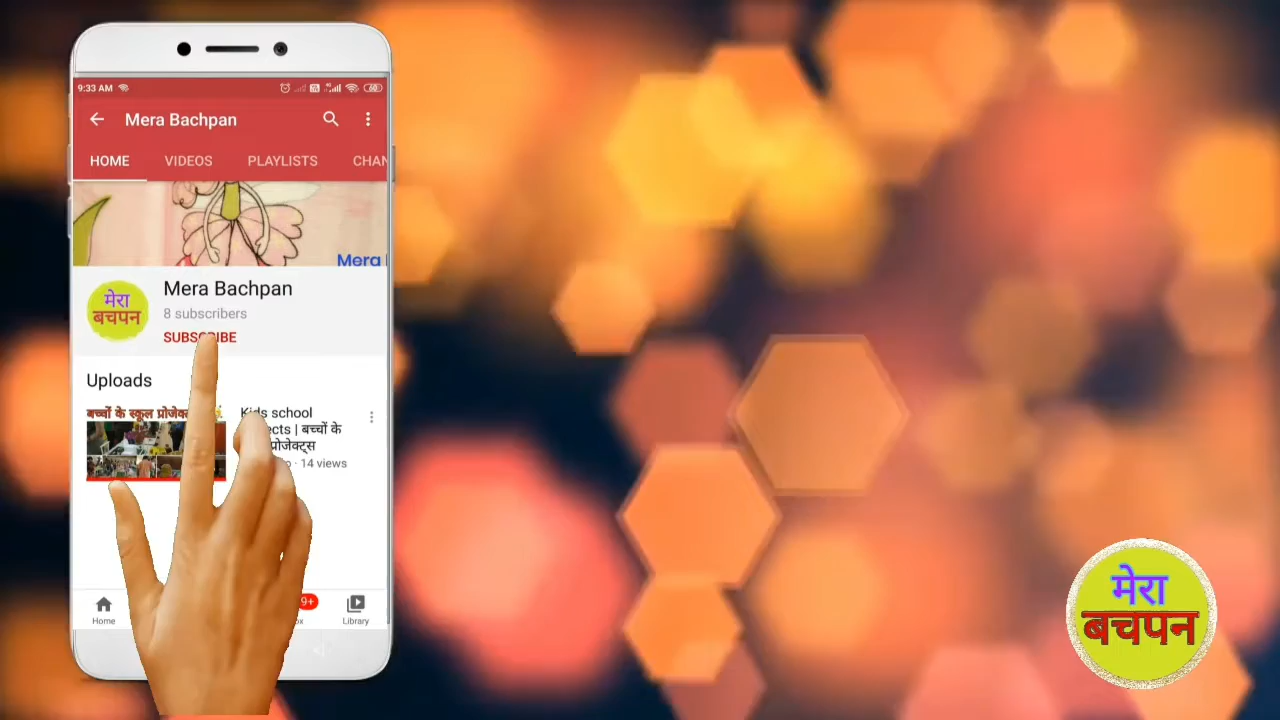 9:33 AM
Mera Bachpan
HOME VIDEOS PLAYLISTS CHAN
Mera
मेरा
बचपन
Mera Bachpan
8 subscribers
SUBSCRIBE
Uploads
बच्चों के स्कूल
Kids school
| बच्चों के
प्रोजेक्ट्स
14 views
9+
Home
Library
मेरा
बचपन